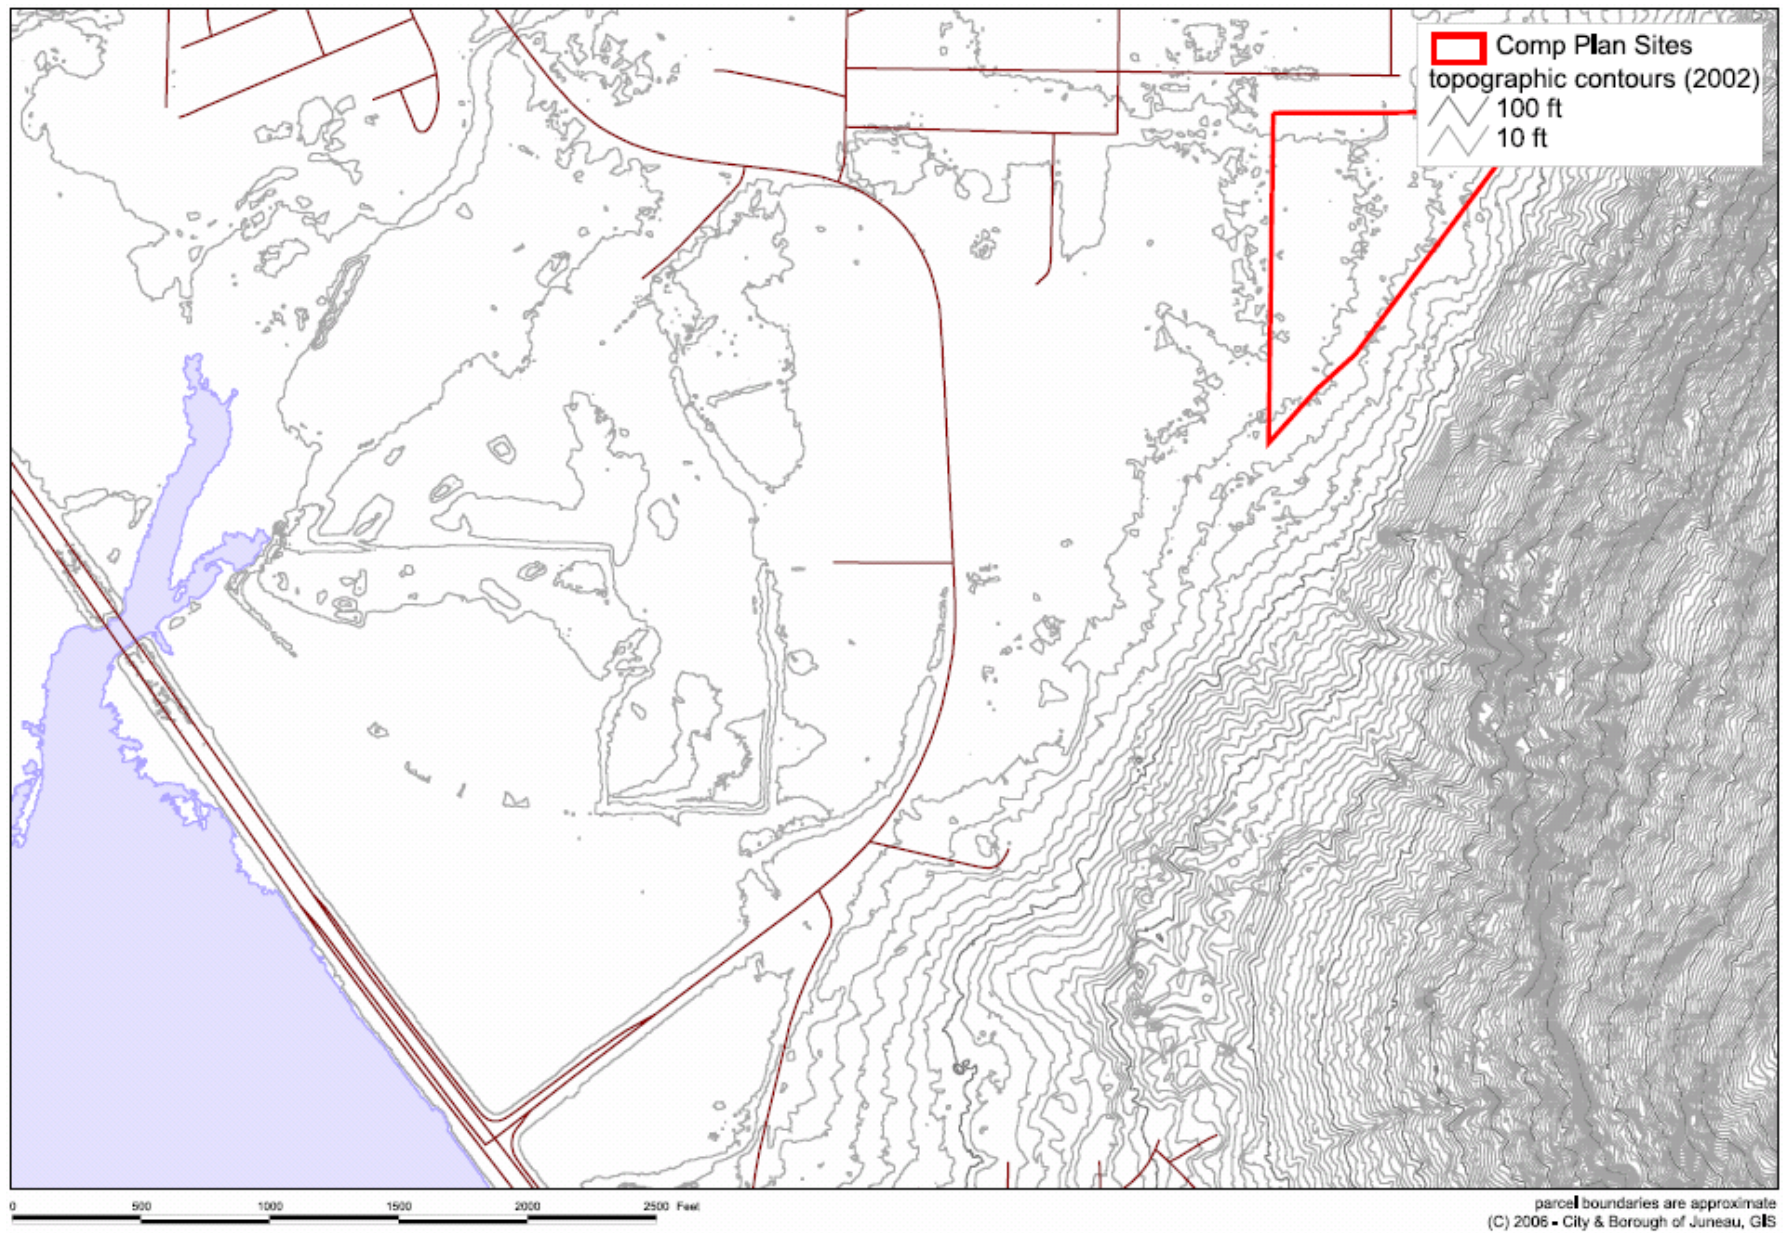 Comp Plan Sites
topographic contours (2002)
100 ft
10 ft
0 500 1000 1500 2000 2500 Feet
parcel boundaries are approximate
(C) 2006 - City & Borough of Juneau, GIS